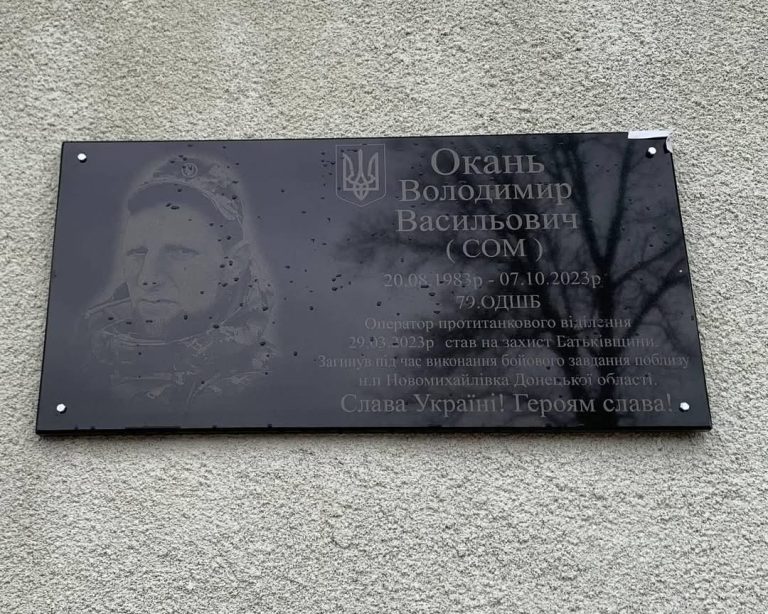 Окань
Володимир
Васильович
( СОМ )
20.08.1983р - 07.10.2023р
79.ОДШБ
Оператор протитанкового віділення
29.03.2023р став на захист Батьківщини.
Загинув під час виконання бойового завдання поблизу
н.п Новомихайлівка Донецької області.
Слава Україні! Героям слава!